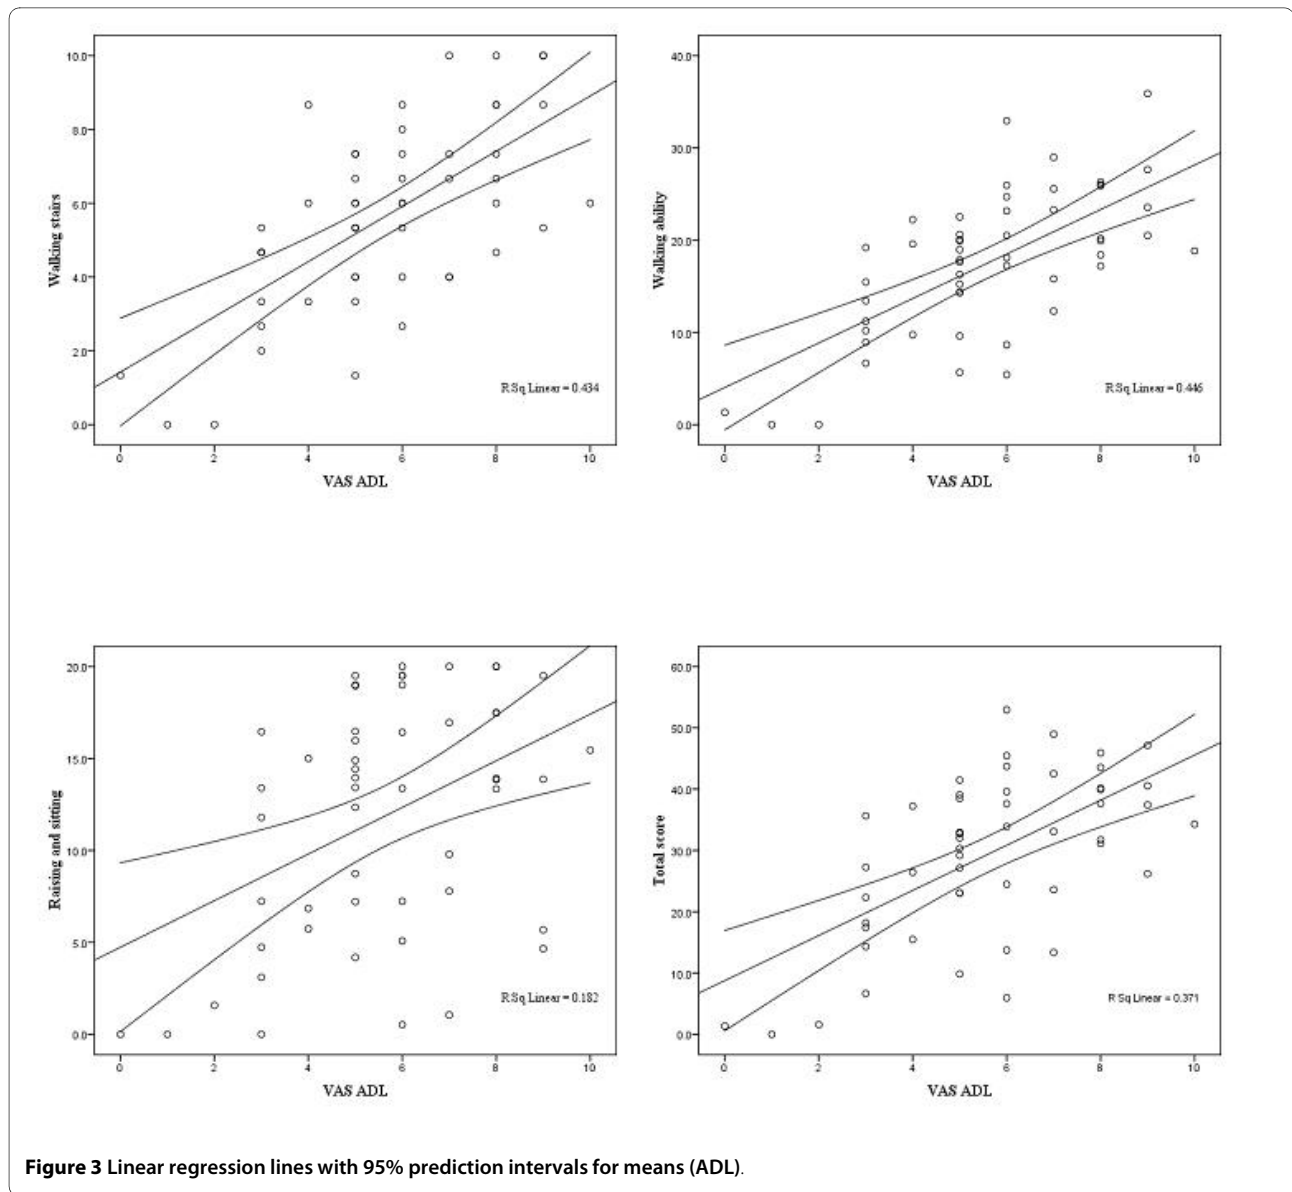 10.0
8.0
6.0
4.0
2.0
0.0
Walking stairs
R Sq Linear = 0.434
0 2 4 6 8 10
VAS ADL
40.0
30.0
20.0
10.0
0.0
Walking ability
R Sq Linear = 0.446
0 2 4 6 8 10
VAS ADL
20.0
15.0
10.0
5.0
0.0
Raising and sitting
R Sq Linear = 0.182
0 2 4 6 8 10
VAS ADL
60.0
50.0
40.0
30.0
20.0
10.0
0.0
Total score
R Sq Linear = 0.371
0 2 4 6 8 10
VAS ADL
Figure 3 Linear regression lines with 95% prediction intervals for means (ADL).